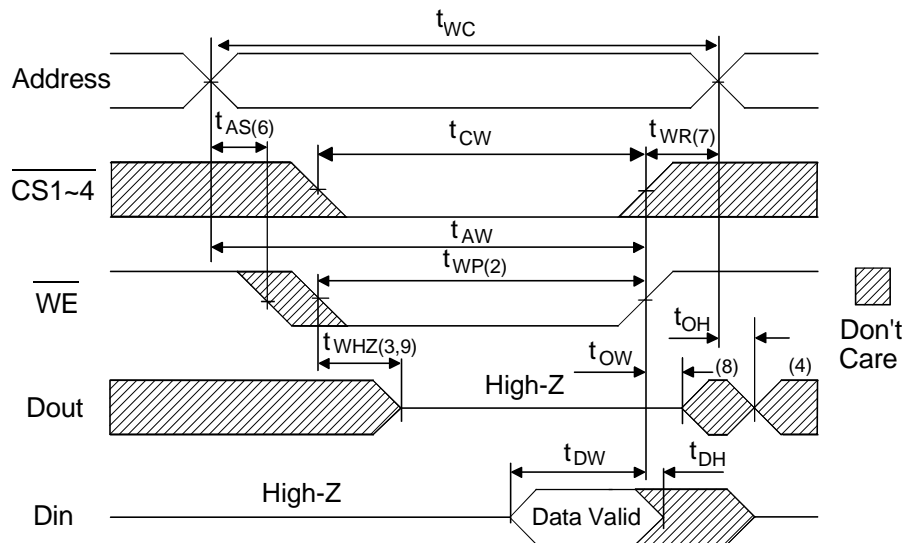 tWC
Address
tAS(6)
tCW
tWR(7)
CS1~4
tAW
tWP(2)
WE
tOH
Don't
Care
tWHZ(3,9)
tOW
(8)
(4)
High-Z
Dout
tDW
tDH
High-Z
Din
Data Valid